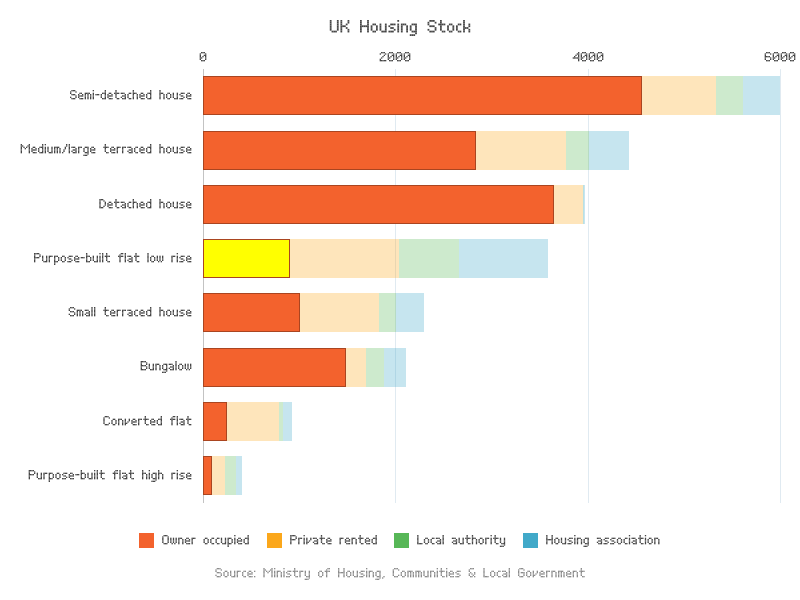 UK Housing Stock
0 2000 4000 6000
Semi-detached house
Medium/large terraced house
Detached house
Purpose-built flat low rise
Small terraced house
Bungalow
Converted flat
Purpose-built flat high rise
Owner occupied Private rented Local authority Housing association
Source: Ministry of Housing, Communities & Local Government